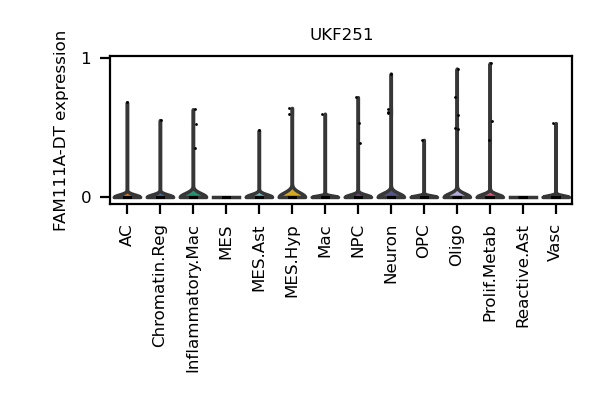 UKF251
FAM111A-DT expression
1
0
AC
Chromatin.Reg
Inflammatory.Mac
MES
MES.Ast
MES.Hyp
Mac
NPC
Neuron
OPC
Oligo
Prolif.Metab
Reactive.Ast
Vasc